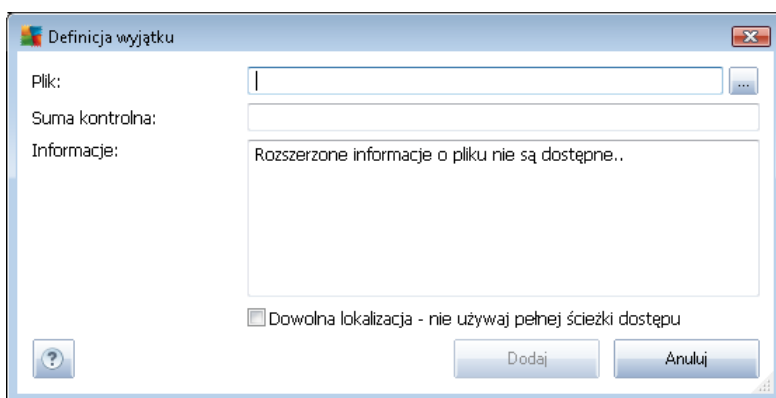 Definicja wyjątku
Plik:
...
Suma kontrolna:
Informacje:
Rozszerzone informacje o pliku nie są dostępne..
Dowolna lokalizacja - nie używaj pełnej ścieżki dostępu
?
Dodaj
Anuluj